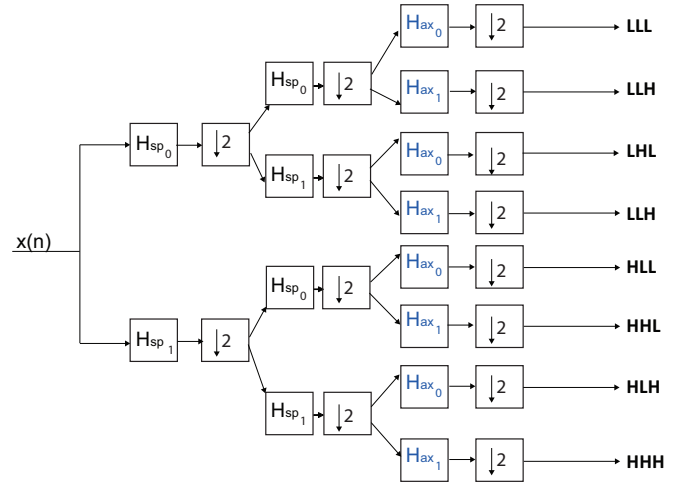 Hax0 ↓2 LLL
Hsp0 ↓2 Hax1 ↓2 LLH
Hsp0 ↓2
Hsp1 ↓2 Hax0 ↓2 LHL
Hax1 ↓2 LLH
x(n)
Hsp0 ↓2 Hax0 ↓2 HLL
Hax1 ↓2 HHL
Hsp1 ↓2
Hsp1 ↓2 Hax0 ↓2 HLH
Hax1 ↓2 HHH